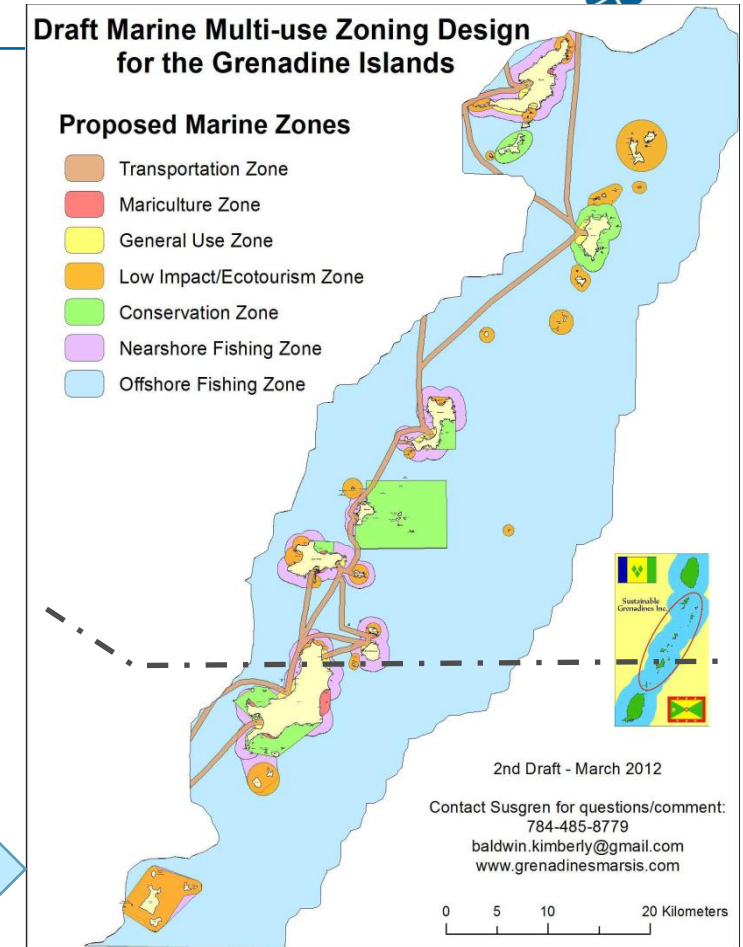 Draft Marine Multi-use Zoning Design
for the Grenadine Islands
Proposed Marine Zones
Transportation Zone
Mariculture Zone
General Use Zone
Low Impact/Ecotourism Zone
Conservation Zone
Nearshore Fishing Zone
Offshore Fishing Zone
Sustainable
Grenadines Inc.
2nd Draft - March 2012
Contact Susgren for questions/comment:
784-485-8779
baldwin.kimberly@gmail.com
www.grenadinesmarsis.com
0 5 10 20 Kilometers